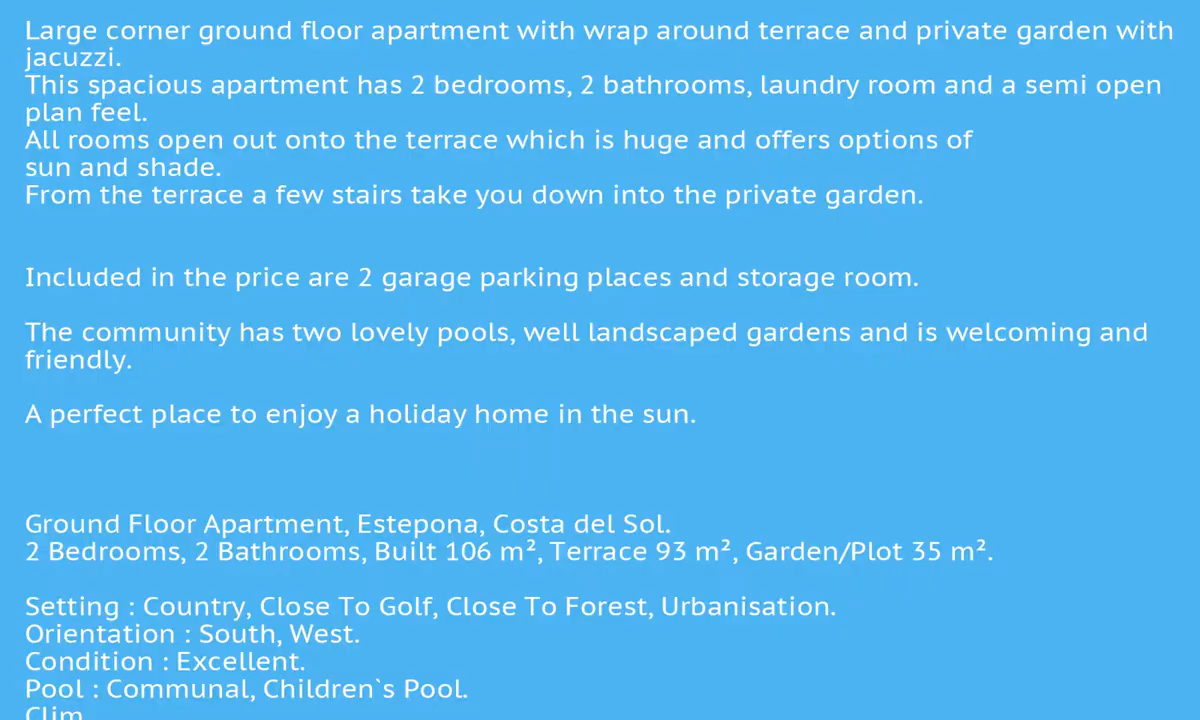 Large corner ground floor apartment with wrap around terrace and private garden with
jacuzzi.
This spacious apartment has 2 bedrooms, 2 bathrooms, laundry room and a semi open
plan feel.
All rooms open out onto the terrace which is huge and offers options of
sun and shade.
From the terrace a few stairs take you down into the private garden.
Included in the price are 2 garage parking places and storage room.
The community has two lovely pools, well landscaped gardens and is welcoming and
friendly.
A perfect place to enjoy a holiday home in the sun.
Ground Floor Apartment, Estepona, Costa del Sol.
2 Bedrooms, 2 Bathrooms, Built 106 m², Terrace 93 m², Garden/Plot 35 m².
Setting : Country, Close To Golf, Close To Forest, Urbanisation.
Orientation : South, West.
Condition : Excellent.
Pool : Communal, Children`s Pool.
Clim